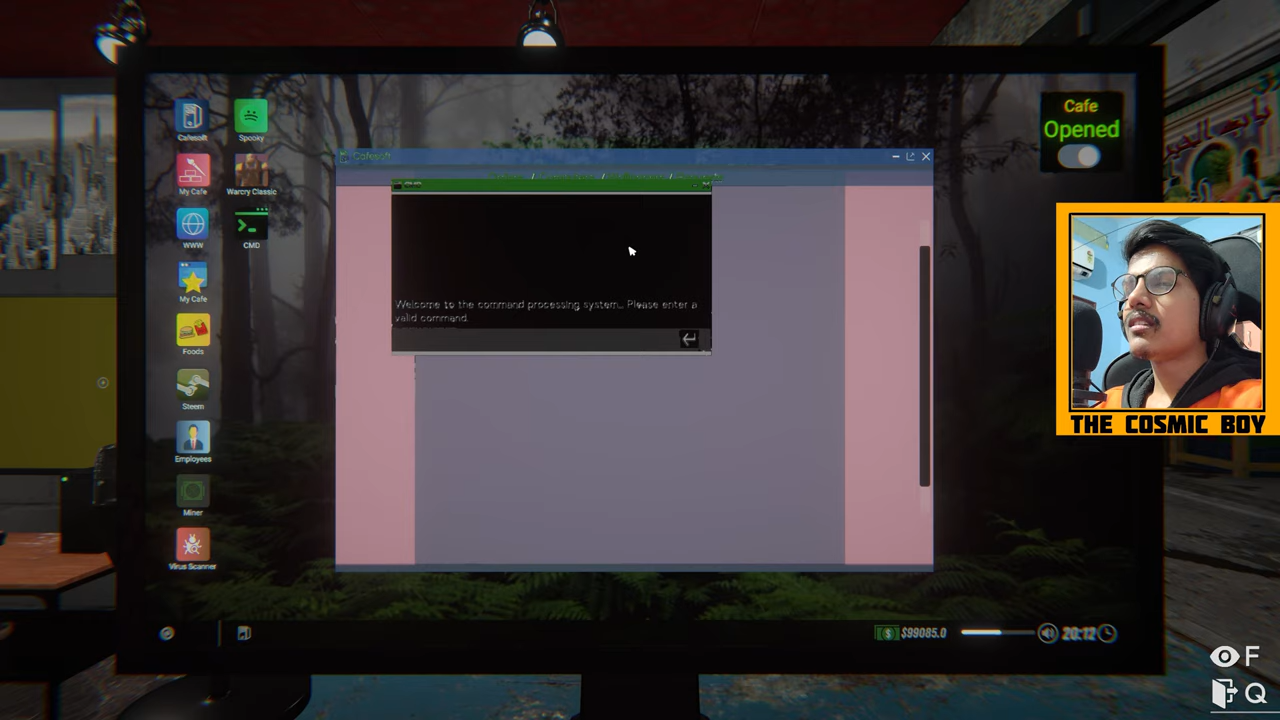 Cafesoft
Spooky
My Cafe
Warcry Classic
WWW
CMD
My Cafe
Foods
Steem
Employees
Miner
Virus Scanner
Cafesoft
Welcome to the command processing system... Please enter a
valid command.
Cafe
Opened
THE COSMIC BOY
$99085.0
20:12
F
Q